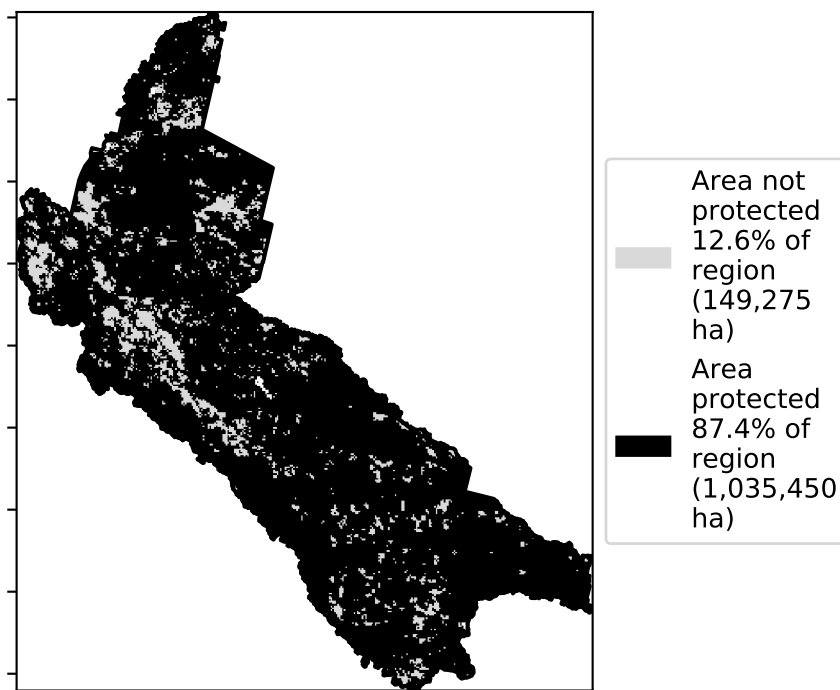 Area not
protected
12.6% of
region
(149,275
ha)
Area
protected
87.4% of
region
(1,035,450
ha)